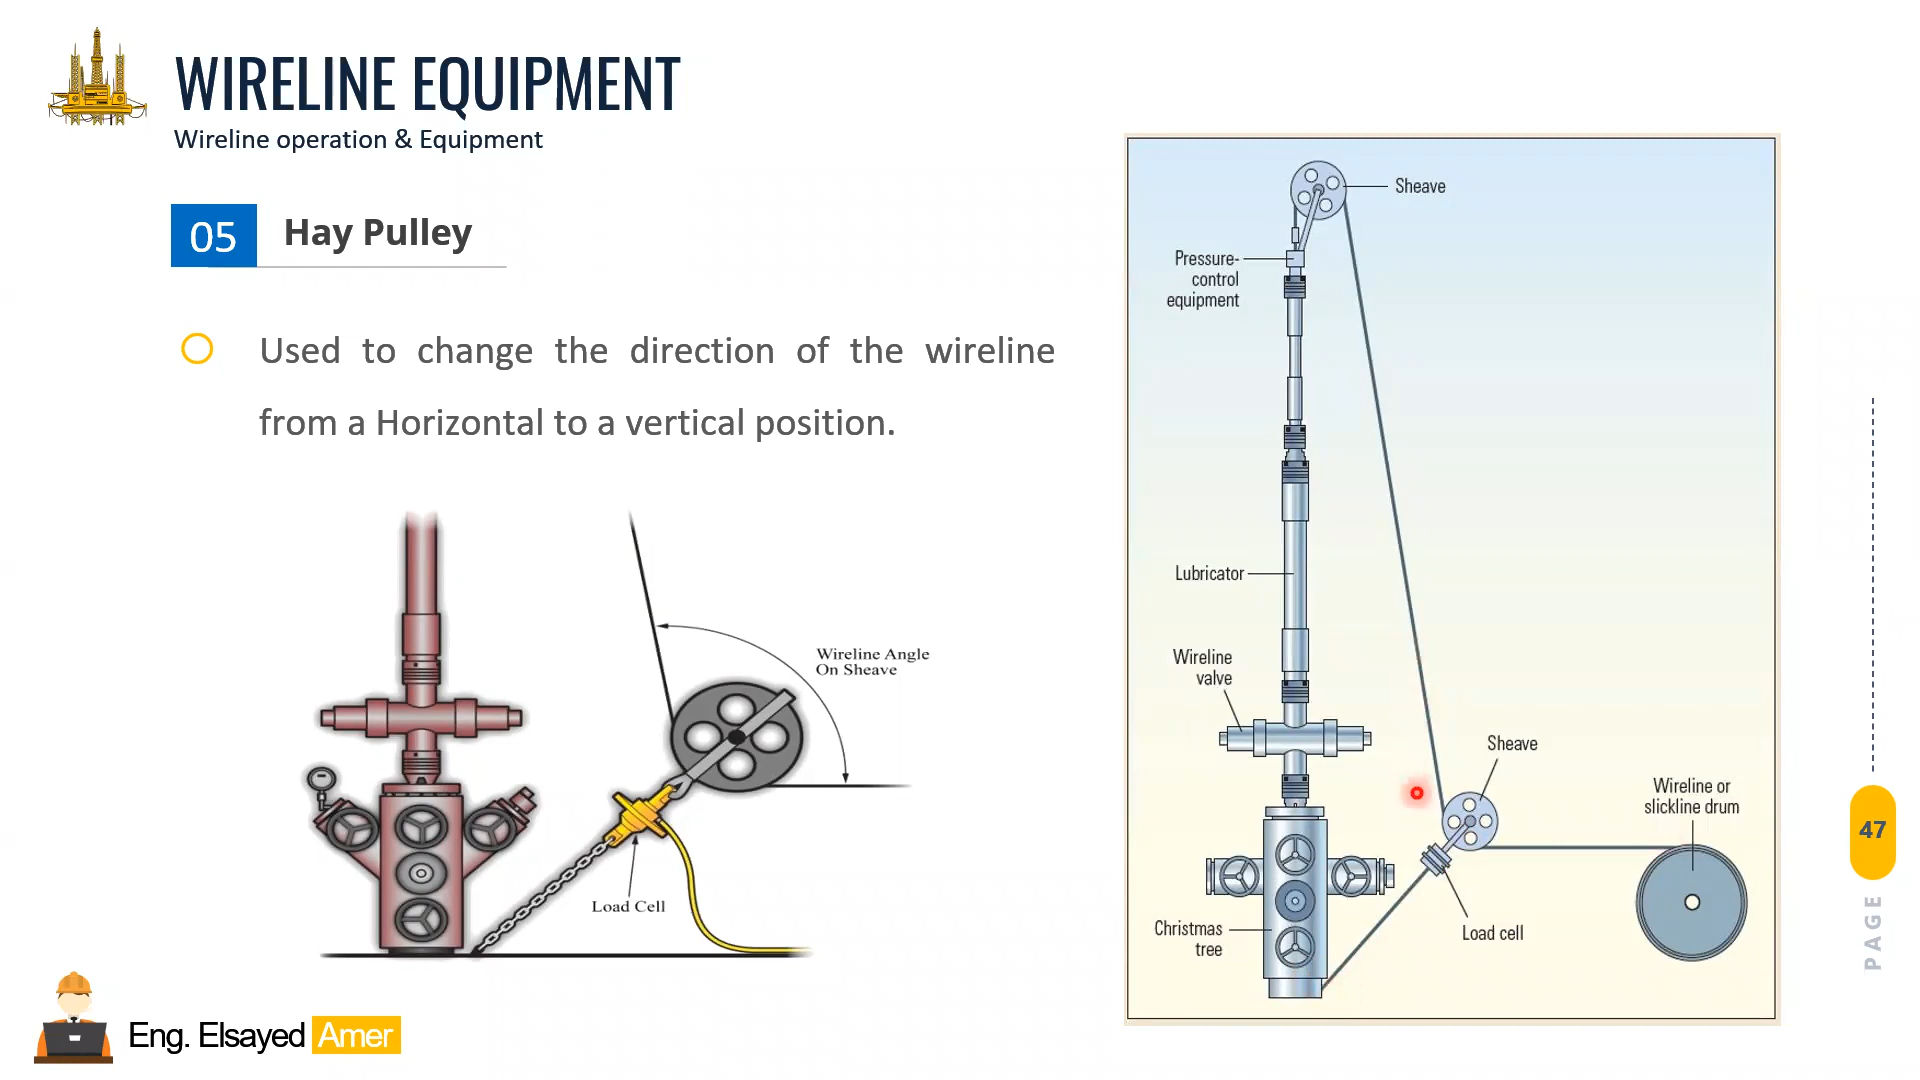 WIRELINE EQUIPMENT
Wireline operation & Equipment
05 Hay Pulley
Used to change the direction of the wireline
from a Horizontal to a vertical position.
Wireline Angle
On Sheave
Load Cell
Sheave
Pressure-
control
equipment
Lubricator
Wireline
valve
Sheave
Wireline or
slickline drum
Load cell
Christmas
tree
47
PAGE
Eng. Elsayed Amer